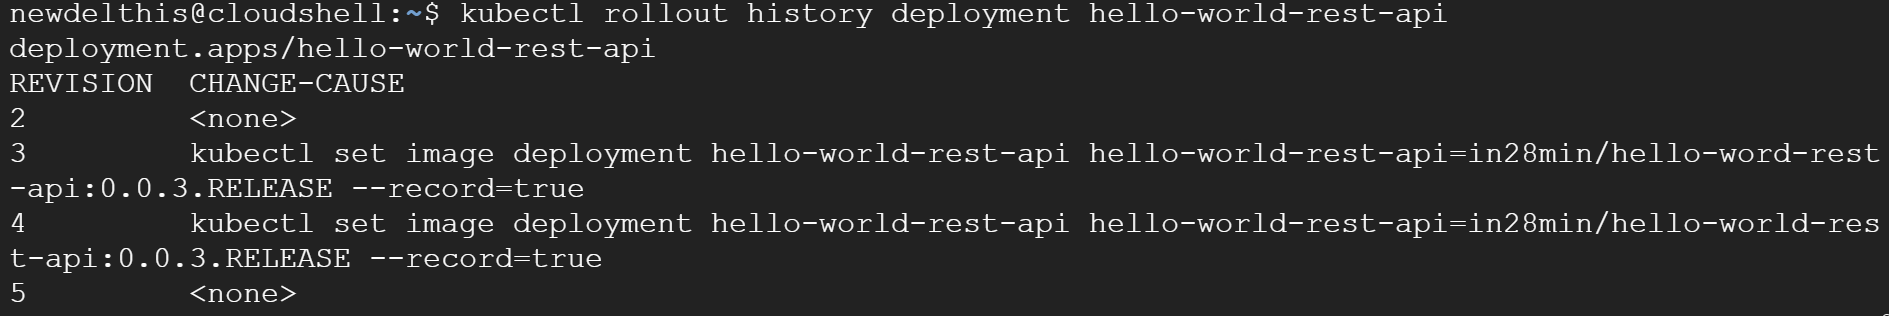 newdelthis@cloudshell:~$ kubectl rollout history deployment hello-world-rest-api
deployment.apps/hello-world-rest-api
REVISION  CHANGE-CAUSE
2         <none>
3         kubectl set image deployment hello-world-rest-api hello-world-rest-api=in28min/hello-word-rest
-api:0.0.3.RELEASE --record=true
4         kubectl set image deployment hello-world-rest-api hello-world-rest-api=in28min/hello-world-res
t-api:0.0.3.RELEASE --record=true
5         <none>